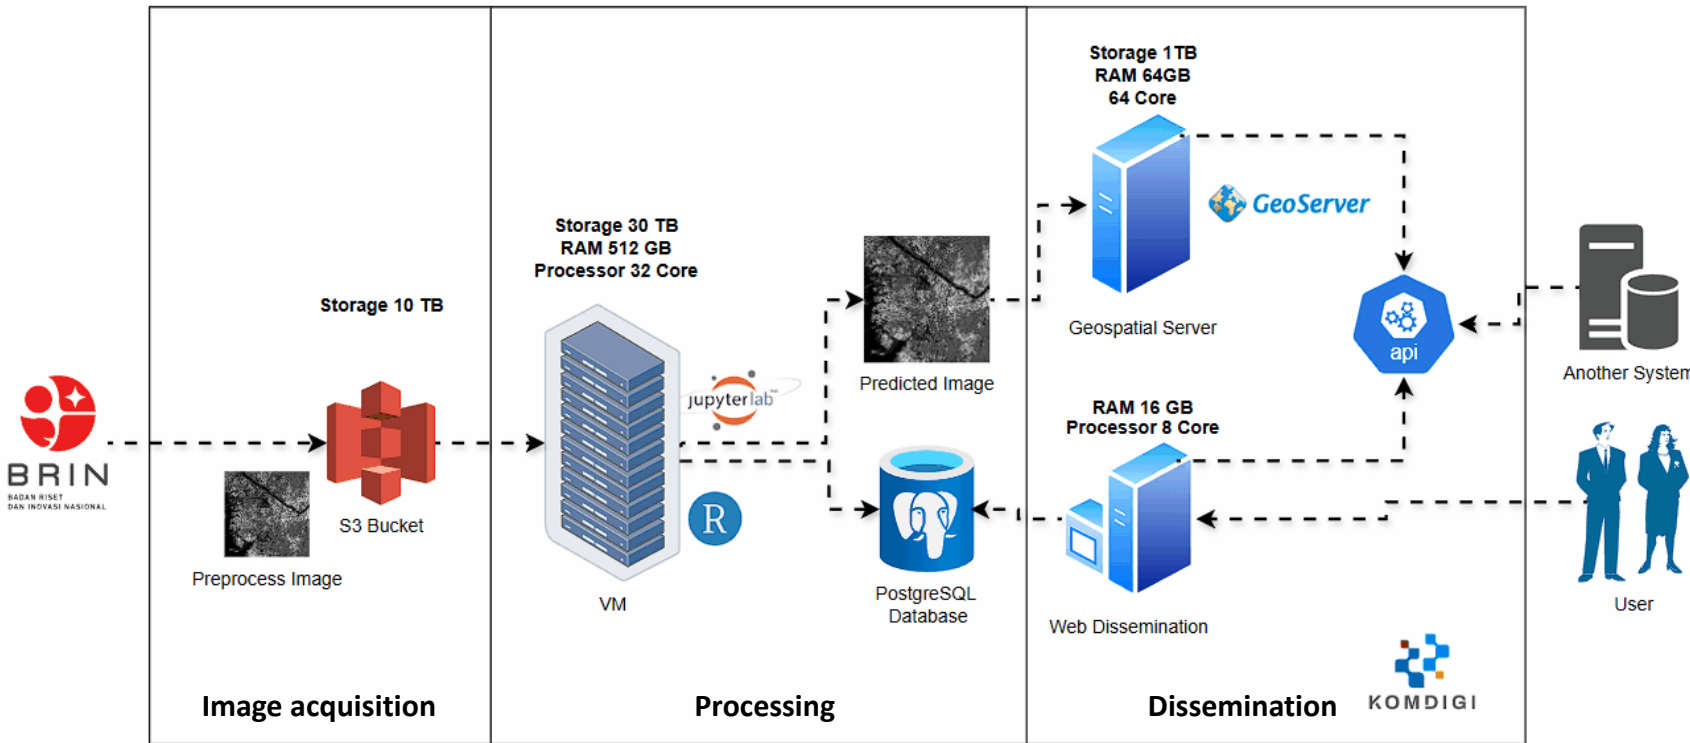 BRIN
BADAN RISET
DAN INOVASI NASIONAL
Storage 10 TB
S3 Bucket
Preprocess Image
Image acquisition
Storage 30 TB
RAM 512 GB
Processor 32 Core
jupyterlab
R
VM
Predicted Image
PostgreSQL
Database
Processing
Storage 1TB
RAM 64GB
64 Core
GeoServer
Geospatial Server
api
RAM 16 GB
Processor 8 Core
Web Dissemination
Dissemination
KOMDIGI
Another System
User